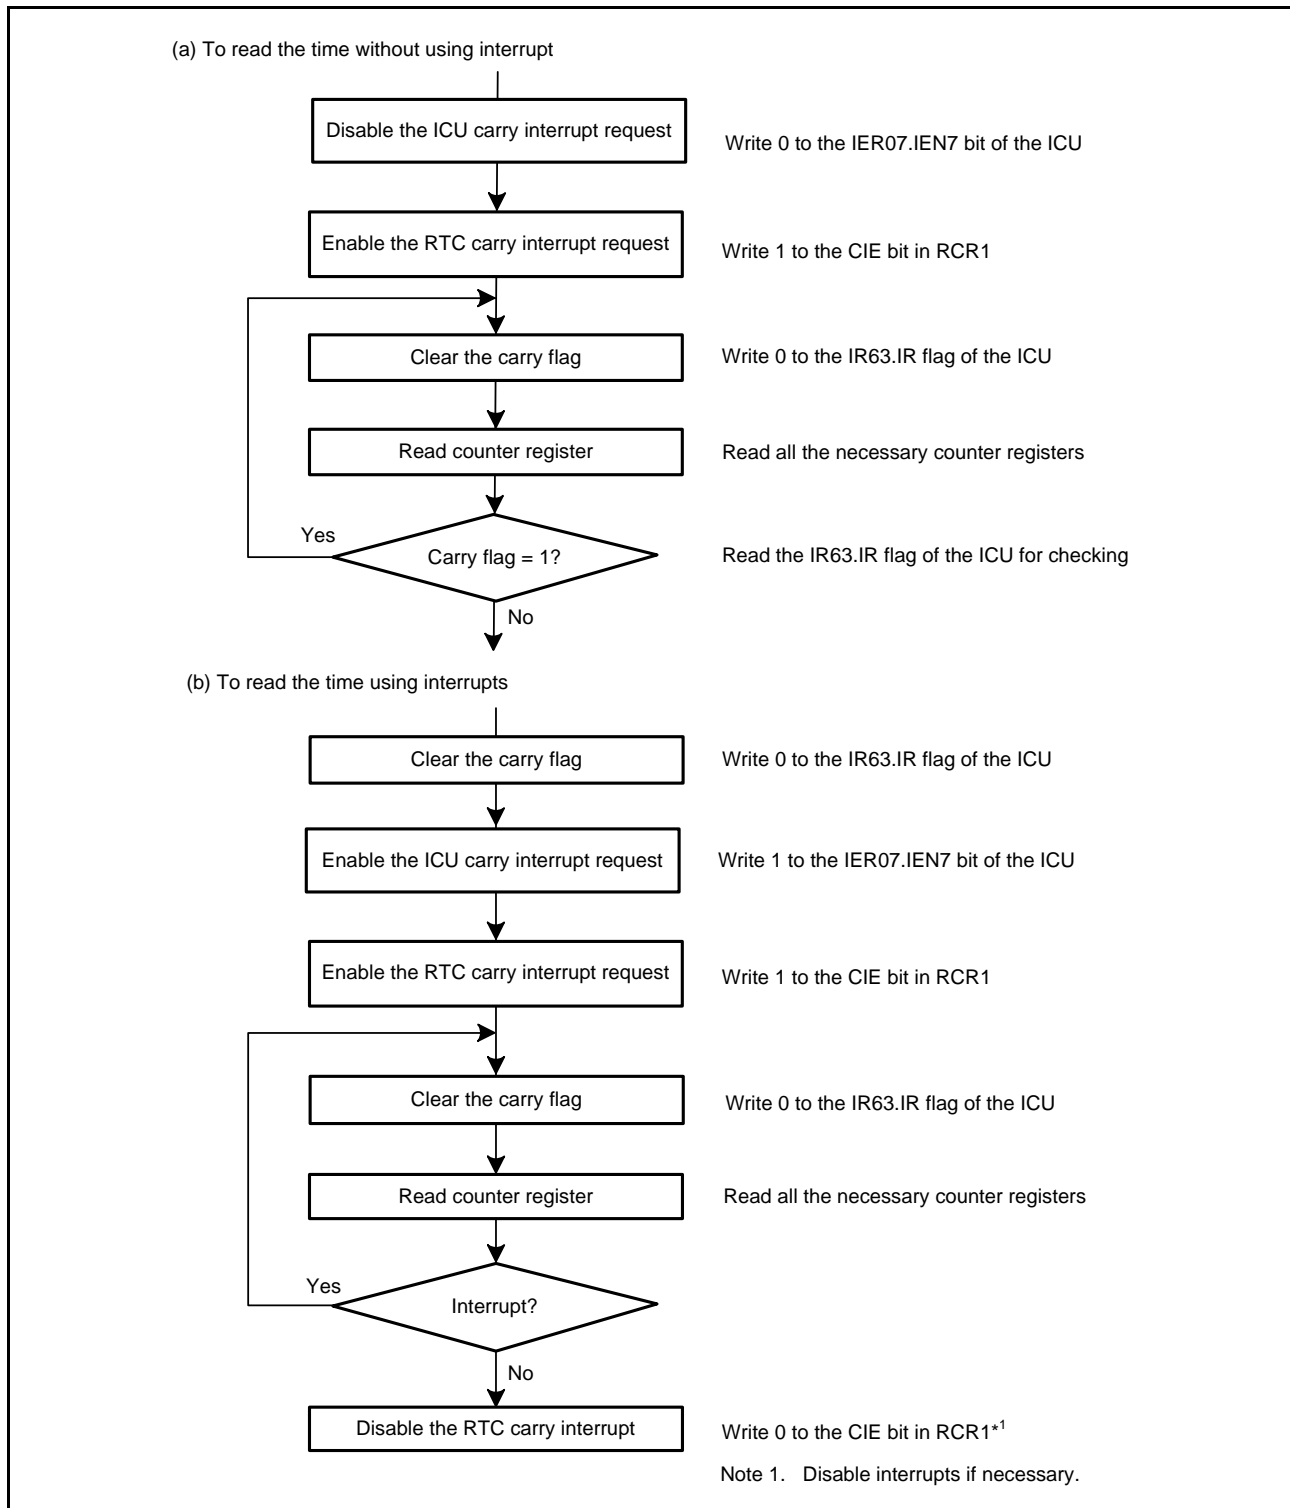 (a) To read the time without using interrupt
Disable the ICU carry interrupt request
Write 0 to the IER07.IEN7 bit of the ICU
Enable the RTC carry interrupt request
Write 1 to the CIE bit in RCR1
Clear the carry flag
Write 0 to the IR63.IR flag of the ICU
Read counter register
Read all the necessary counter registers
Yes
Carry flag = 1?
Read the IR63.IR flag of the ICU for checking
No
(b) To read the time using interrupts
Clear the carry flag
Write 0 to the IR63.IR flag of the ICU
Enable the ICU carry interrupt request
Write 1 to the IER07.IEN7 bit of the ICU
Enable the RTC carry interrupt request
Write 1 to the CIE bit in RCR1
Clear the carry flag
Write 0 to the IR63.IR flag of the ICU
Read counter register
Read all the necessary counter registers
Yes
Interrupt?
No
Disable the RTC carry interrupt
Write 0 to the CIE bit in RCR1*1
Note 1. Disable interrupts if necessary.